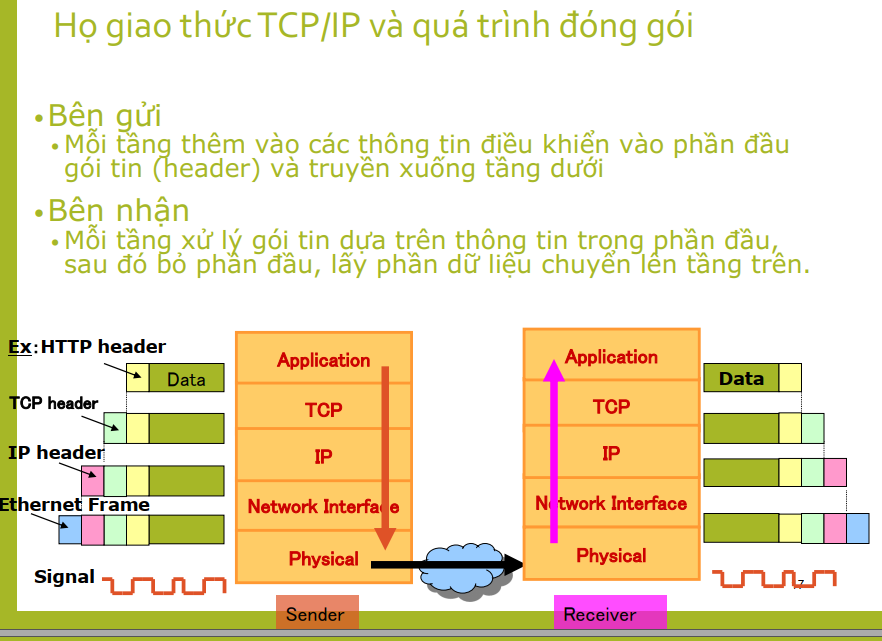 Họ giao thức TCP/IP và quá trình đóng gói
•Bên gửi
•Mỗi tầng thêm vào các thông tin điều khiển vào phần đầu
gói tin (header) và truyền xuống tầng dưới
•Bên nhận
•Mỗi tầng xử lý gói tin dựa trên thông tin trong phần đầu,
sau đó bỏ phần đầu, lấy phần dữ liệu chuyển lên tầng trên.
Ex:HTTP header
Data
TCP header
IP header
Ethernet Frame
Signal
Application
TCP
IP
Network Interface
Physical
Sender
Application
TCP
IP
Network Interface
Physical
Receiver
Data
17